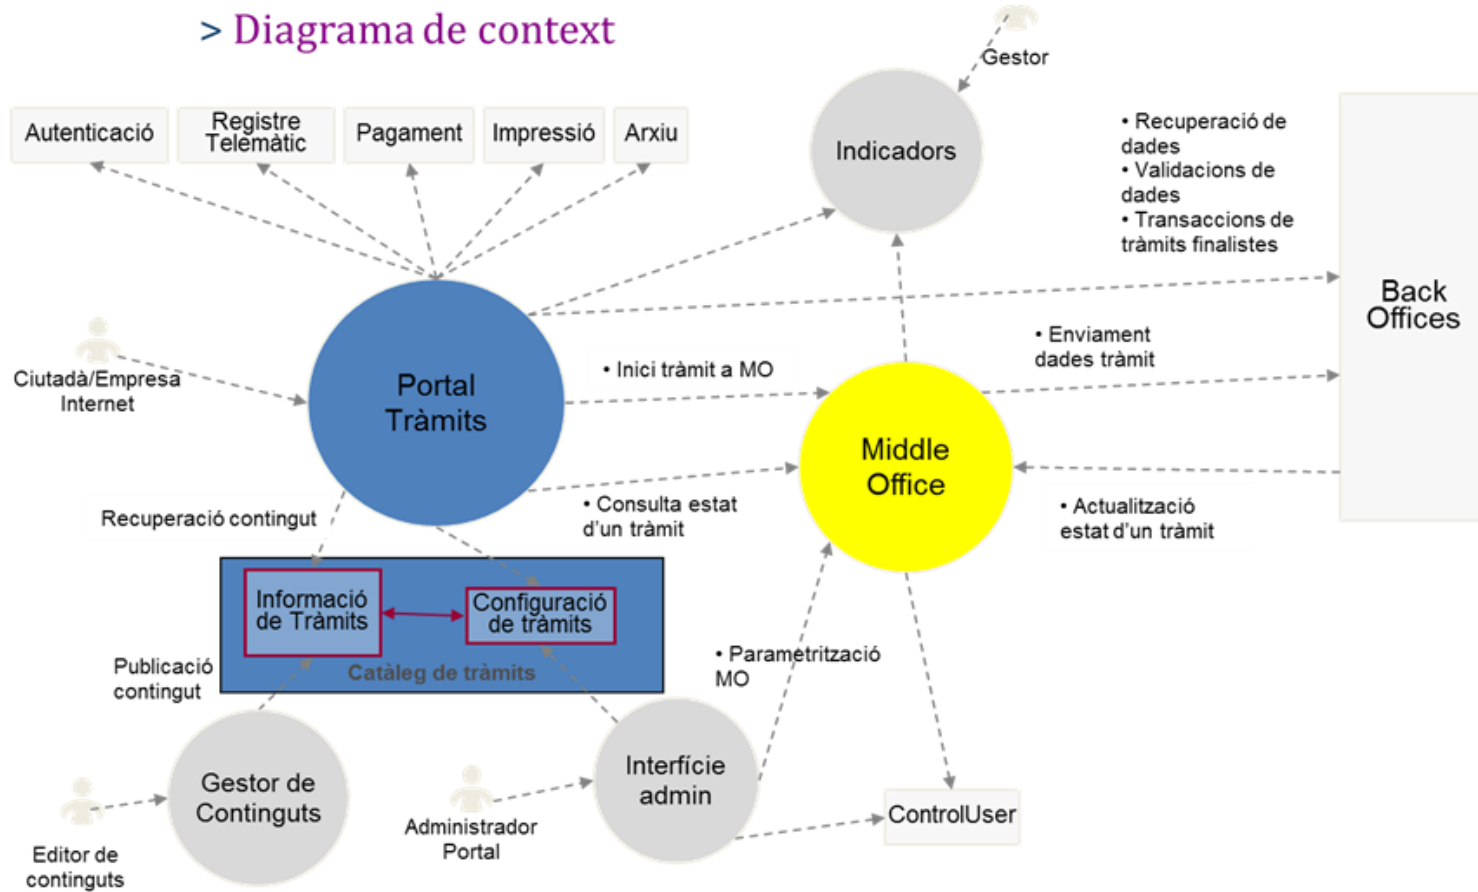 > Diagrama de context
Gestor
Autenticació
Registre
Telemàtic
Pagament
Impressió
Arxiu
Indicadors
• Recuperació de
dades
• Validacions de
dades
• Transaccions de
tràmits finalistes
Back
Offices
Ciutadà/Empresa
Internet
Portal
Tràmits
• Inici tràmit a MO
• Enviament
dades tràmit
Middle
Office
Recuperació contingut
• Consulta estat
d'un tràmit
• Actualització
estat d'un tràmit
Informació
de Tràmits
Configuració
de tràmits
Catàleg de tràmits
Publicació
contingut
• Parametrització
MO
Gestor de
Continguts
Interfície
admin
ControlUser
Administrador
Portal
Editor de
continguts